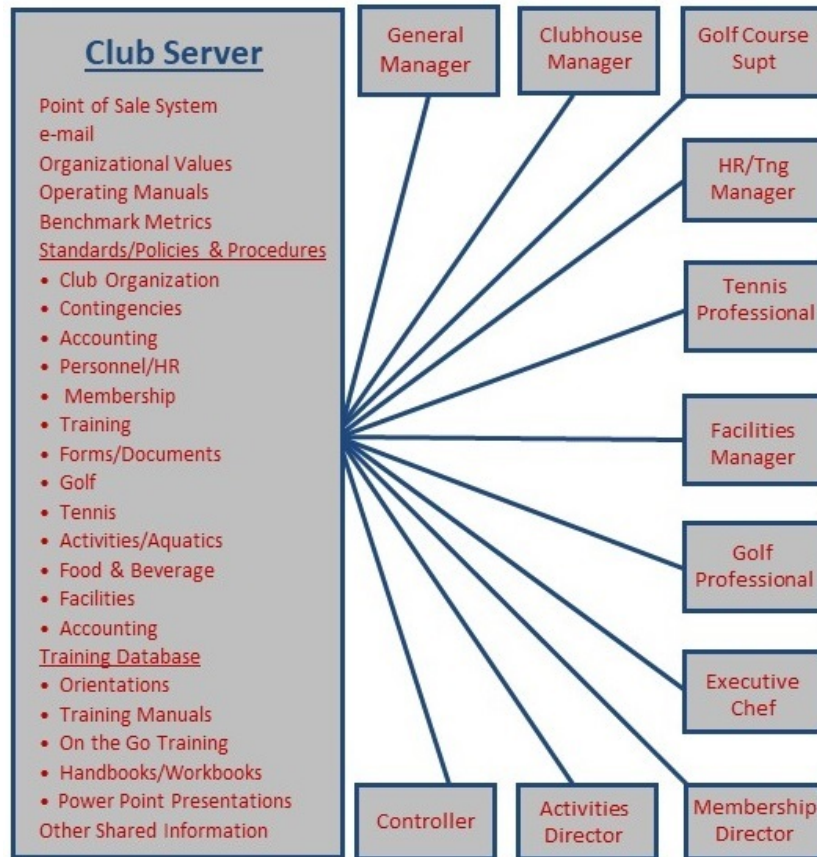 Club Server
Point of Sale System
e-mail
Organizational Values
Operating Manuals
Benchmark Metrics
Standards/Policies & Procedures
• Club Organization
• Contingencies
• Accounting
• Personnel/HR
• Membership
• Training
• Forms/Documents
• Golf
• Tennis
• Activities/Aquatics
• Food & Beverage
• Facilities
• Accounting
Training Database
• Orientations
• Training Manuals
• On the Go Training
• Handbooks/Workbooks
• Power Point Presentations
Other Shared Information
General
Manager
Clubhouse
Manager
Golf Course
Supt
HR/Tng
Manager
Tennis
Professional
Facilities
Manager
Golf
Professional
Executive
Chef
Controller
Activities
Director
Membership
Director